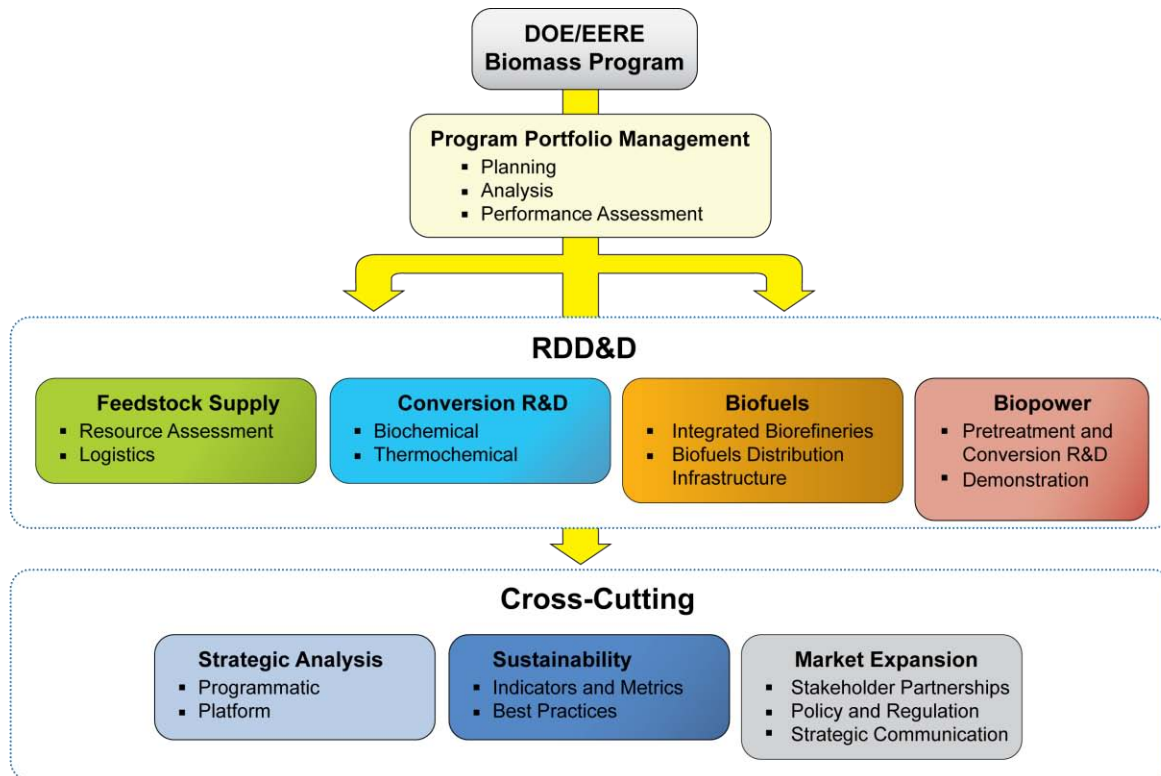 DOE/EERE
Biomass Program
Program Portfolio Management
▪ Planning
▪ Analysis
▪ Performance Assessment
RDD&D
Feedstock Supply
▪ Resource Assessment
▪ Logistics
Conversion R&D
▪ Biochemical
▪ Thermochemical
Biofuels
▪ Integrated Biorefineries
▪ Biofuels Distribution
Infrastructure
Biopower
▪ Pretreatment and
Conversion R&D
▪ Demonstration
Cross-Cutting
Strategic Analysis
▪ Programmatic
▪ Platform
Sustainability
▪ Indicators and Metrics
▪ Best Practices
Market Expansion
▪ Stakeholder Partnerships
▪ Policy and Regulation
▪ Strategic Communication